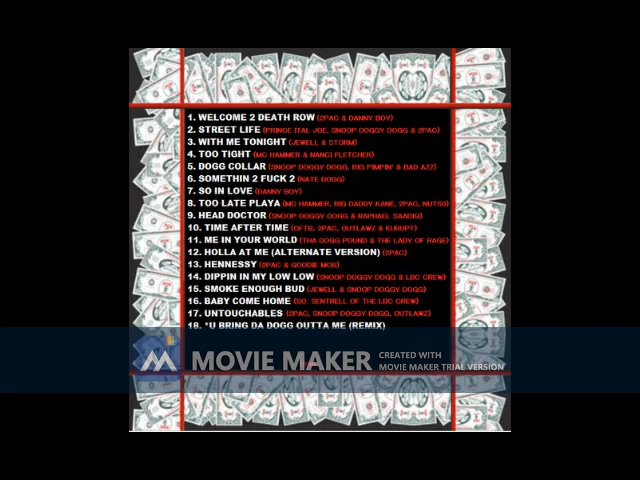 1. WELCOME 2 DEATH ROW (2PAC & DANNY BOY)
2. STREET LIFE (PRINCE ITAL JOE, SNOOP DOGGY DOGG & 2PAC)
3. WITH ME TONIGHT (JEWELL & STORM)
4. TOO TIGHT (MC HAMMER & NANCI FLETCHER)
5. DOGG COLLAR (SNOOP DOGGY DOGG, BIG PIMPIN' & BAD AZZ)
6. SOMETHIN 2 FUCK 2 (NATE DOGG)
7. SO IN LOVE (DANNY BOY)
8. TOO LATE PLAYA (MC HAMMER, BIG DADDY KANE, 2PAC, NUTSO)
9. HEAD DOCTOR (SNOOP DOGGY DOGG & RAPHAEL SAADIQ)
10. TIME AFTER TIME (OFTB, 2PAC, OUTLAWZ & KURUPT)
11. ME IN YOUR WORLD (THA DOGG POUND & THE LADY OF RAGE)
12. HOLLA AT ME (ALTERNATE VERSION) (2PAC)
13. HENNESSY (2PAC & GOODIE MOB)
14. DIPPIN IN MY LOW LOW (SNOOP DOGGY DOGG & LBC CREW)
15. SMOKE ENOUGH BUD (JEWELL & SNOOP DOGGY DOGG)
16. BABY COME HOME (SO. SENTRELL OF THE LBC CREW)
17. UNTOUCHABLES (2PAC, SNOOP DOGGY DOGG, OUTLAWZ)
18. *U BRING DA DOGG OUTTA ME (REMIX)
MOVIE MAKER
CREATED WITH
MOVIE MAKER TRIAL VERSION